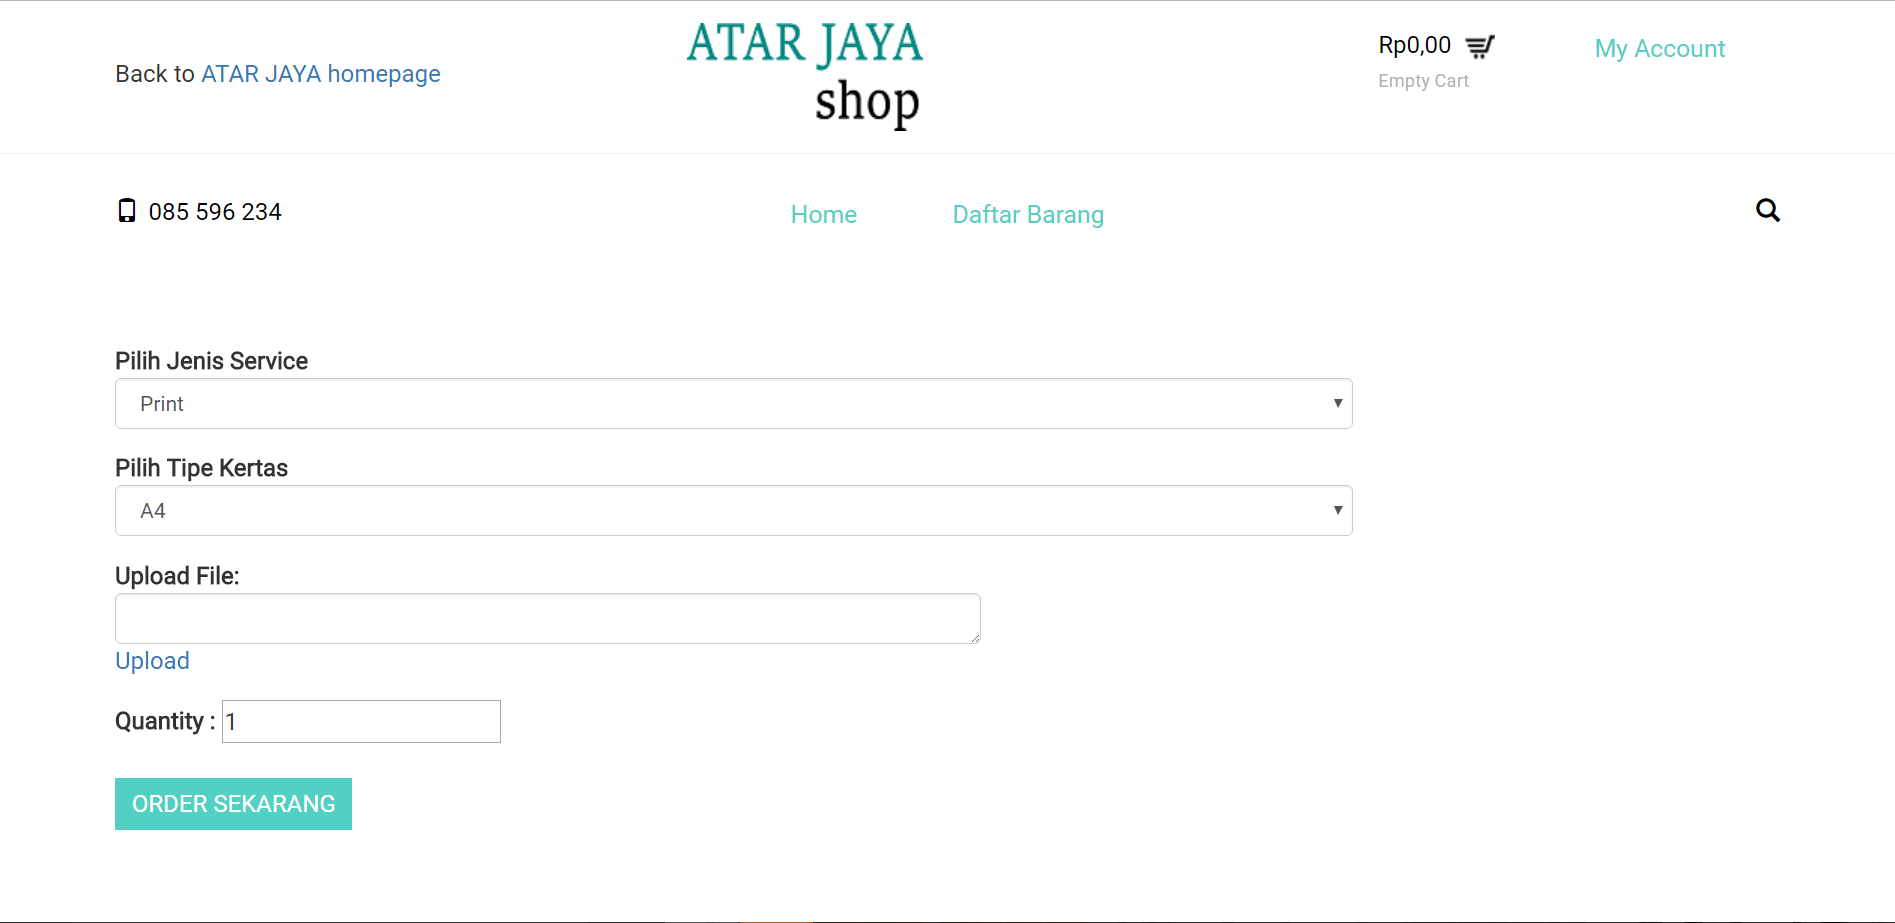 Back to ATAR JAYA homepage
ATAR JAYA
shop
Rp0,00
Empty Cart
My Account
085 596 234
Home
Daftar Barang
Pilih Jenis Service
Print
Pilih Tipe Kertas
A4
Upload File:
Upload
Quantity : 1
ORDER SEKARANG